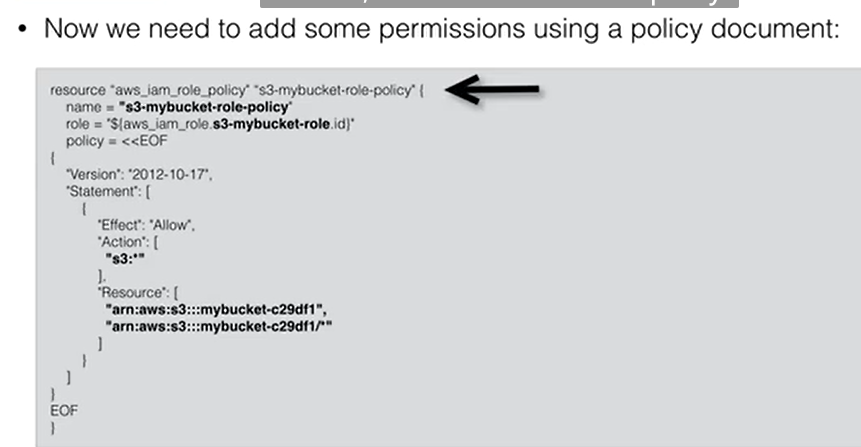 • Now we need to add some permissions using a policy document:
resource "aws_iam_role_policy" "s3-mybucket-role-policy" {
name = "s3-mybucket-role-policy"
role = "${aws_iam_role.s3-mybucket-role.id}"
policy = <<EOF
{
"Version": "2012-10-17",
"Statement": [
{
"Effect": "Allow",
"Action": [
"s3:*"
],
"Resource": [
"arn:aws:s3:::mybucket-c29df1",
"arn:aws:s3:::mybucket-c29df1/*"
]
}
]
}
EOF
}